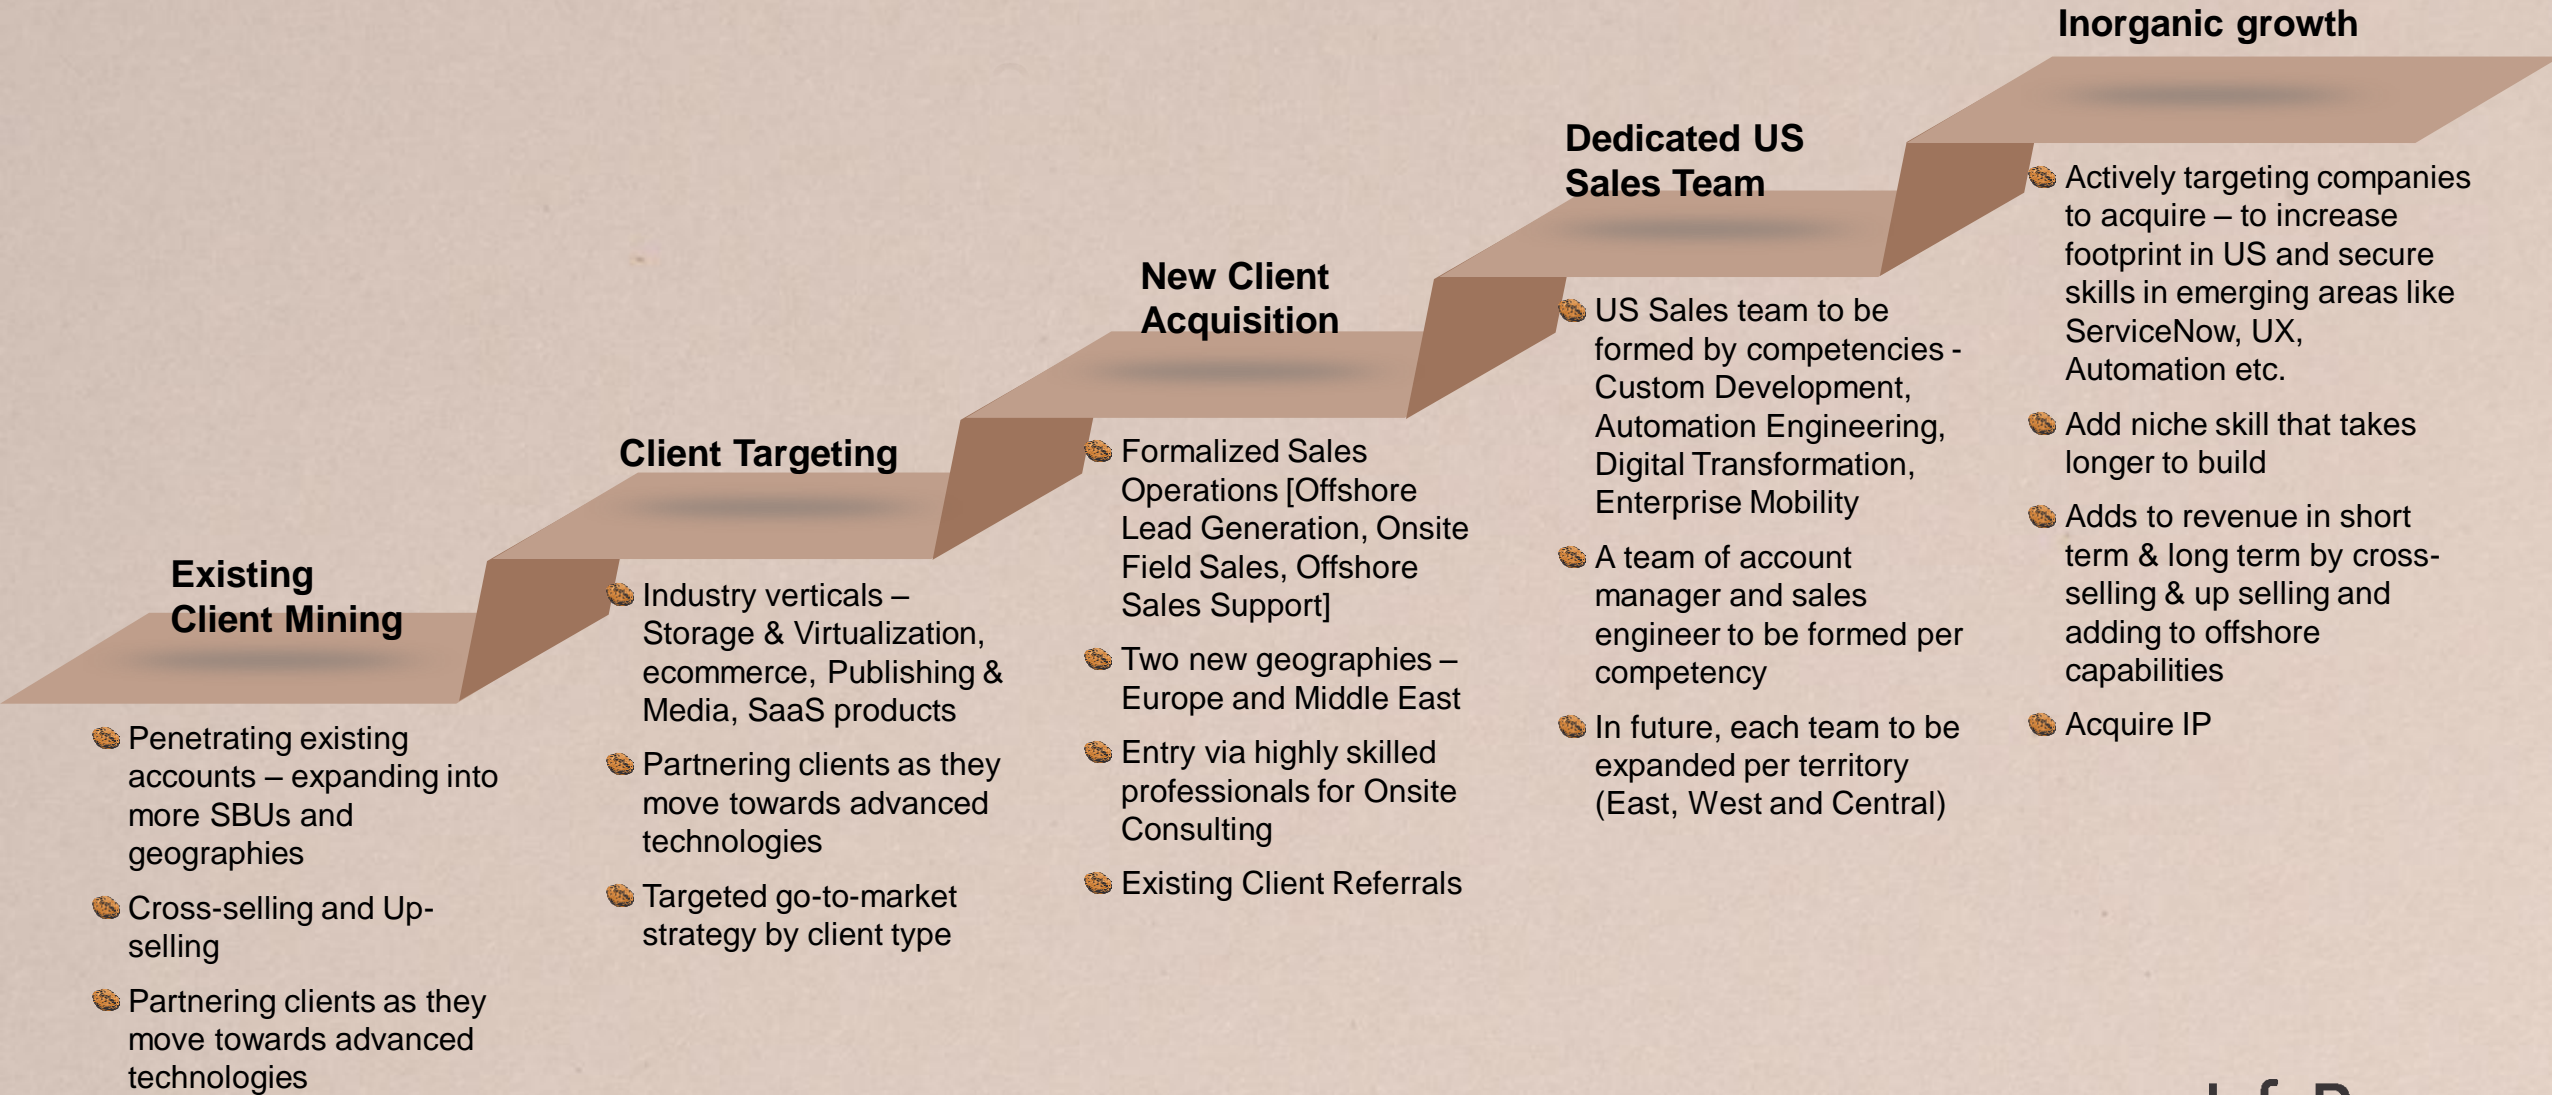 Existing
Client Mining
Penetrating existing
accounts – expanding into
more SBUs and
geographies
Cross-selling and Up-
selling
Partnering clients as they
move towards advanced
technologies
Client Targeting
Industry verticals –
Storage & Virtualization,
ecommerce, Publishing &
Media, SaaS products
Partnering clients as they
move towards advanced
technologies
Targeted go-to-market
strategy by client type
New Client
Acquisition
Formalized Sales
Operations [Offshore
Lead Generation, Onsite
Field Sales, Offshore
Sales Support]
Two new geographies –
Europe and Middle East
Entry via highly skilled
professionals for Onsite
Consulting
Existing Client Referrals
Dedicated US
Sales Team
US Sales team to be
formed by competencies -
Custom Development,
Automation Engineering,
Digital Transformation,
Enterprise Mobility
A team of account
manager and sales
engineer to be formed per
competency
In future, each team to be
expanded per territory
(East, West and Central)
Inorganic growth
Actively targeting companies
to acquire – to increase
footprint in US and secure
skills in emerging areas like
ServiceNow, UX,
Automation etc.
Add niche skill that takes
longer to build
Adds to revenue in short
term & long term by cross-
selling & up selling and
adding to offshore
capabilities
Acquire IP